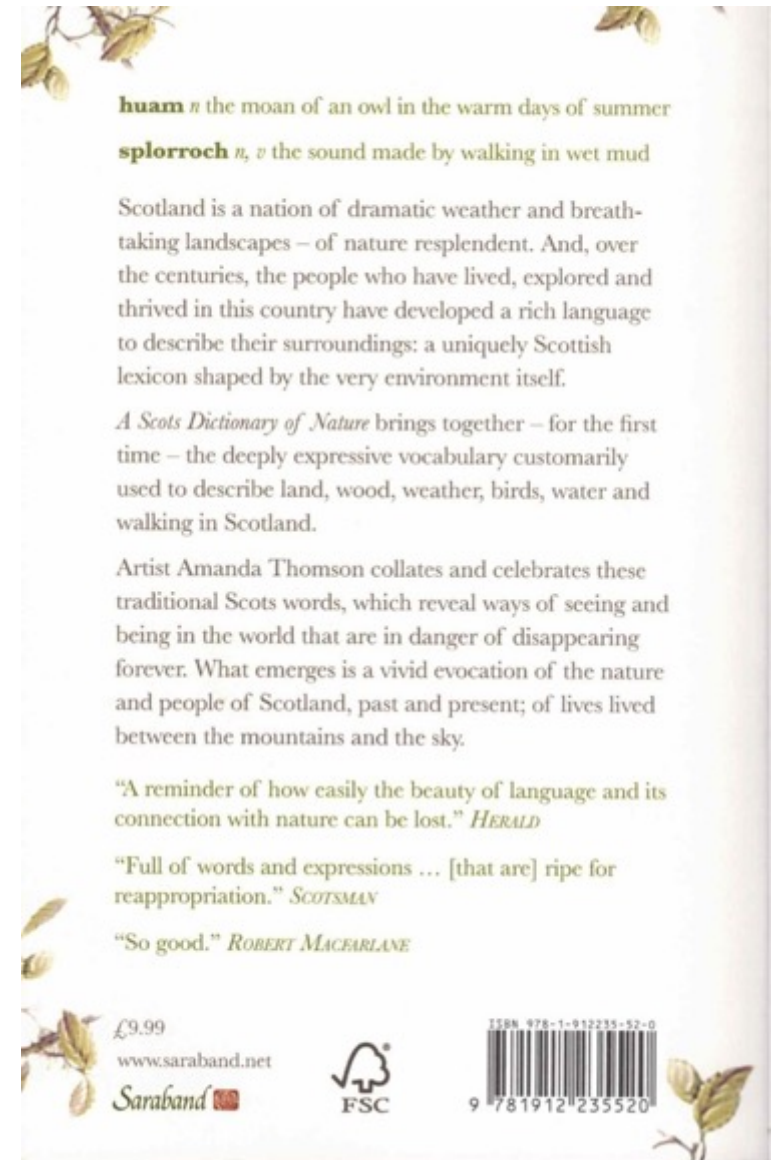 huam n the moan of an owl in the warm days of summer
splorroch n, v the sound made by walking in wet mud
Scotland is a nation of dramatic weather and breath-
taking landscapes – of nature resplendent. And, over
the centuries, the people who have lived, explored and
thrived in this country have developed a rich language
to describe their surroundings: a uniquely Scottish
lexicon shaped by the very environment itself.
A Scots Dictionary of Nature brings together – for the first
time – the deeply expressive vocabulary customarily
used to describe land, wood, weather, birds, water and
walking in Scotland.
Artist Amanda Thomson collates and celebrates these
traditional Scots words, which reveal ways of seeing and
being in the world that are in danger of disappearing
forever. What emerges is a vivid evocation of the nature
and people of Scotland, past and present; of lives lived
between the mountains and the sky.
“A reminder of how easily the beauty of language and its
connection with nature can be lost.” HERALD
“Full of words and expressions … [that are] ripe for
reappropriation.” SCOTSMAN
“So good.” ROBERT MACFARLANE
£9.99
www.saraband.net
Saraband
FSC
ISBN 978-1-912235-52-0
9 781912 235520